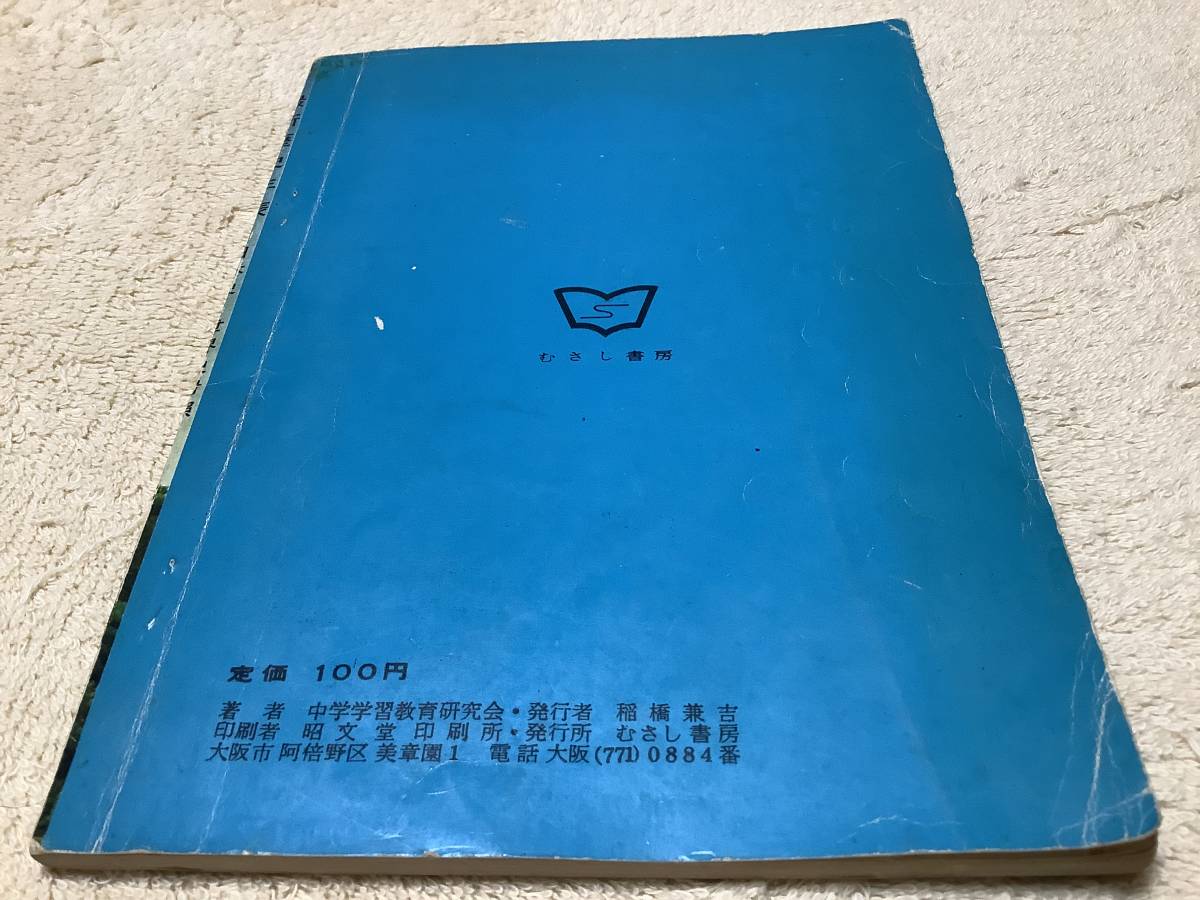 むさし書房
定価 100円
著者 中学学習教育研究会・発行者 稲橋兼吉
印刷者 昭文堂印刷所・発行所 むさし書房
大阪市阿倍野区美章園1 電話大阪(771)0884番